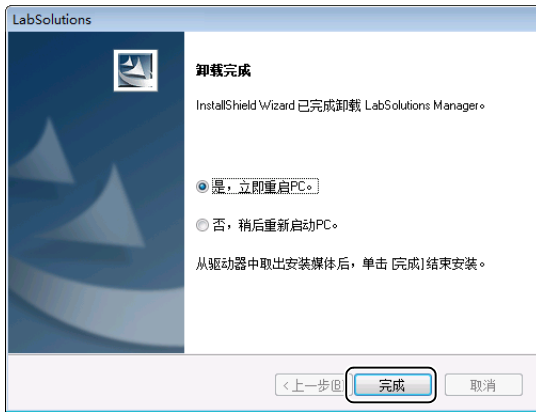 LabSolutions
卸载完成
InstallShield Wizard 已完成卸载 LabSolutions Manager。
是，立即重启PC。
否，稍后重新启动PC。
从驱动器中取出安装媒体后，单击 [完成]结束安装。
<上一步(B) 完成 取消